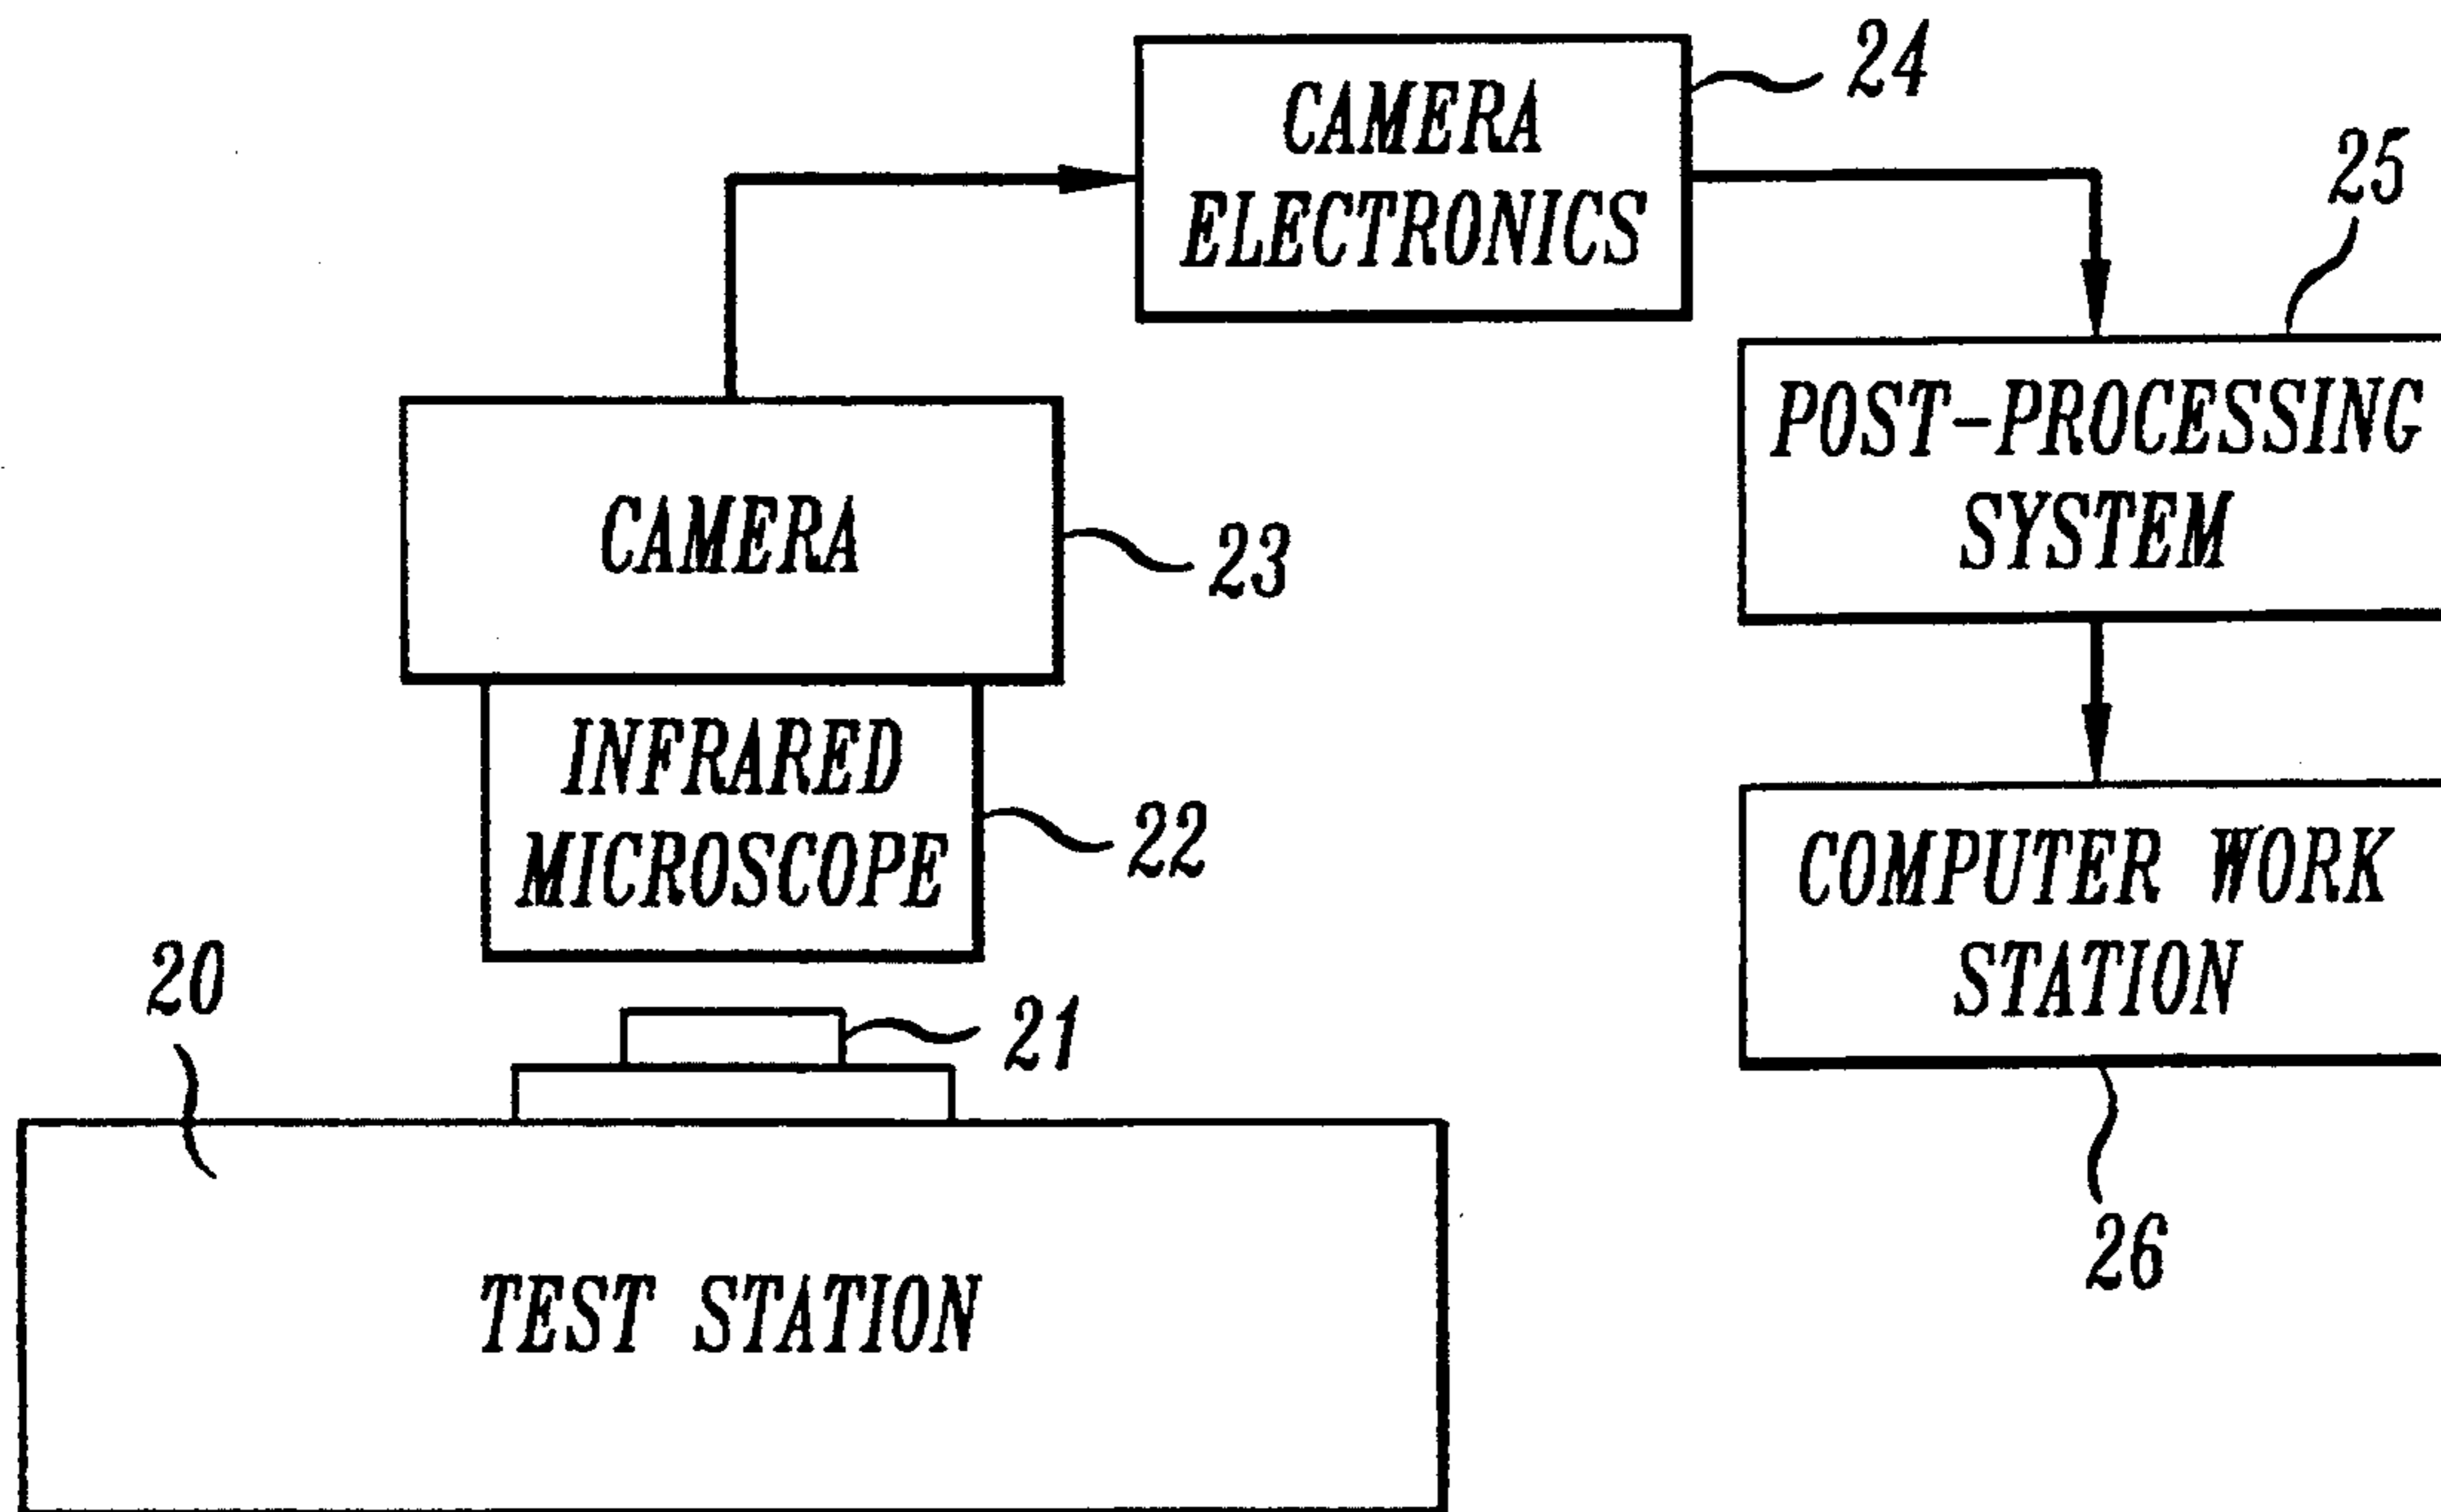 24
CAMERA
ELECTRONICS
25
POST-PROCESSING
SYSTEM
CAMERA
23
INFRARED
MICROSCOPE
22
COMPUTER WORK
STATION
20
21
26
TEST STATION